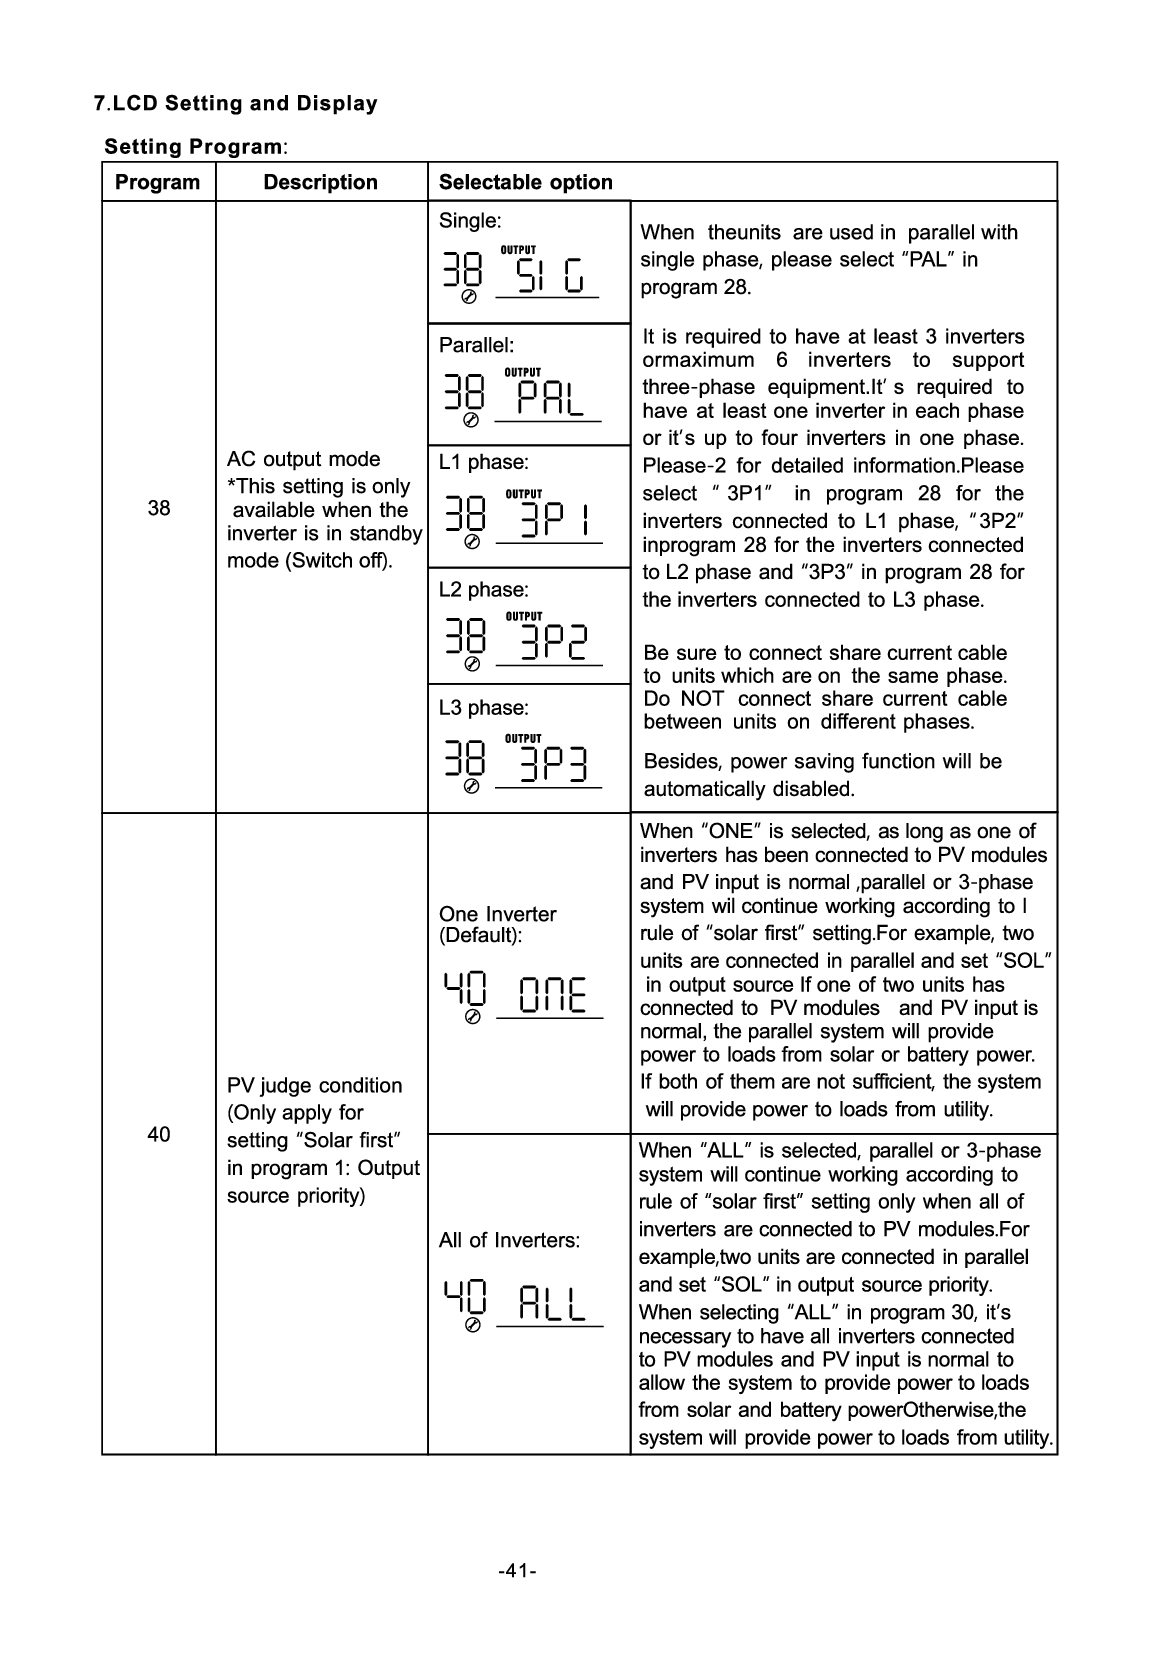 7.LCD Setting and Display
Setting Program:
Program Description Selectable option
38
AC output mode
*This setting is only
available when the
inverter is in standby
mode (Switch off).
Single:
OUTPUT
38 SIG
Parallel:
OUTPUT
38 PAL
L1 phase:
OUTPUT
38 3P1
L2 phase:
OUTPUT
38 3P2
L3 phase:
OUTPUT
38 3P3
When theunits are used in parallel with
single phase, please select “PAL” in
program 28.
It is required to have at least 3 inverters
ormaximum 6 inverters to support
three-phase equipment.It’ s required to
have at least one inverter in each phase
or it’s up to four inverters in one phase.
Please-2 for detailed information.Please
select “ 3P1” in program 28 for the
inverters connected to L1 phase, “3P2”
inprogram 28 for the inverters connected
to L2 phase and “3P3” in program 28 for
the inverters connected to L3 phase.
Be sure to connect share current cable
to units which are on the same phase.
Do NOT connect share current cable
between units on different phases.
Besides, power saving function will be
automatically disabled.
40
PV judge condition
(Only apply for
setting “Solar first”
in program 1: Output
source priority)
One Inverter
(Default):
40 ONE
When “ONE” is selected, as long as one of
inverters has been connected to PV modules
and PV input is normal ,parallel or 3-phase
system wil continue working according to l
rule of “solar first” setting.For example, two
units are connected in parallel and set “SOL”
in output source If one of two units has
connected to PV modules and PV input is
normal, the parallel system will provide
power to loads from solar or battery power.
If both of them are not sufficient, the system
will provide power to loads from utility.
All of Inverters:
40 ALL
When “ALL” is selected, parallel or 3-phase
system will continue working according to
rule of “solar first” setting only when all of
inverters are connected to PV modules.For
example,two units are connected in parallel
and set “SOL” in output source priority.
When selecting “ALL” in program 30, it’s
necessary to have all inverters connected
to PV modules and PV input is normal to
allow the system to provide power to loads
from solar and battery powerOtherwise,the
system will provide power to loads from utility.
-41-